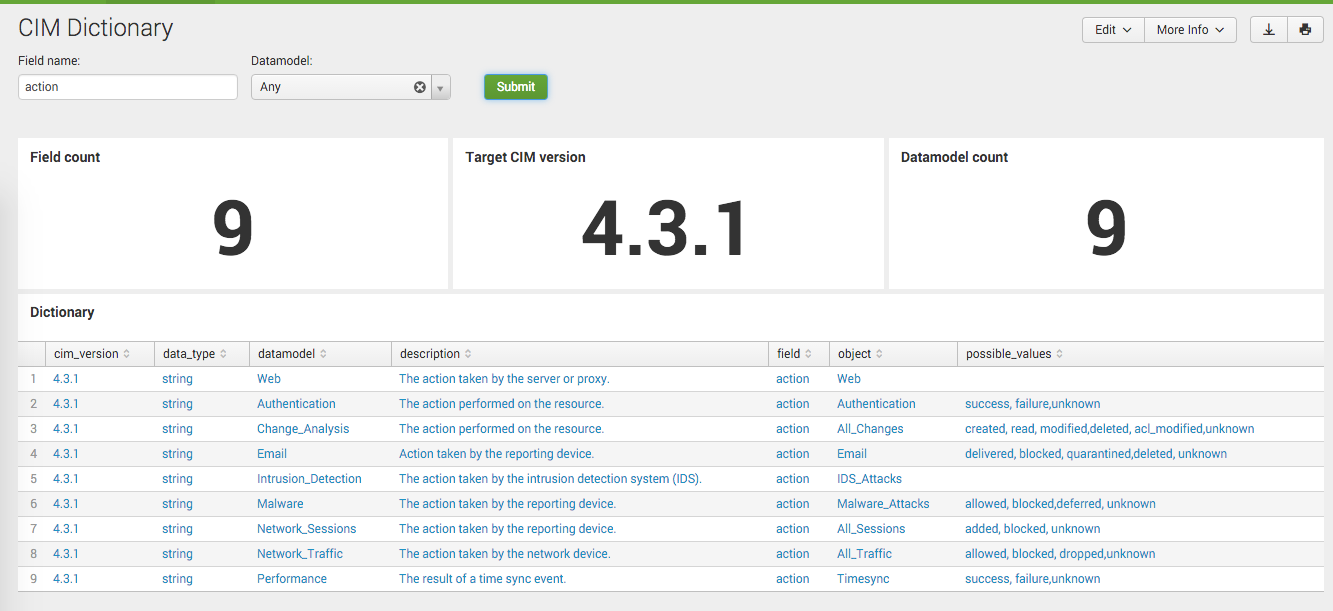 CIM Dictionary
Edit More Info
Field name: Datamodel:
action Any Submit
Field count Target CIM version Datamodel count
9 4.3.1 9
Dictionary
cim_version data_type datamodel description field object possible_values
1 4.3.1 string Web The action taken by the server or proxy. action Web
2 4.3.1 string Authentication The action performed on the resource. action Authentication success, failure,unknown
3 4.3.1 string Change_Analysis The action performed on the resource. action All_Changes created, read, modified,deleted, acl_modified,unknown
4 4.3.1 string Email Action taken by the reporting device. action Email delivered, blocked, quarantined,deleted, unknown
5 4.3.1 string Intrusion_Detection The action taken by the intrusion detection system (IDS). action IDS_Attacks
6 4.3.1 string Malware The action taken by the reporting device. action Malware_Attacks allowed, blocked,deferred, unknown
7 4.3.1 string Network_Sessions The action taken by the reporting device. action All_Sessions added, blocked, unknown
8 4.3.1 string Network_Traffic The action taken by the network device. action All_Traffic allowed, blocked, dropped,unknown
9 4.3.1 string Performance The result of a time sync event. action Timesync success, failure,unknown